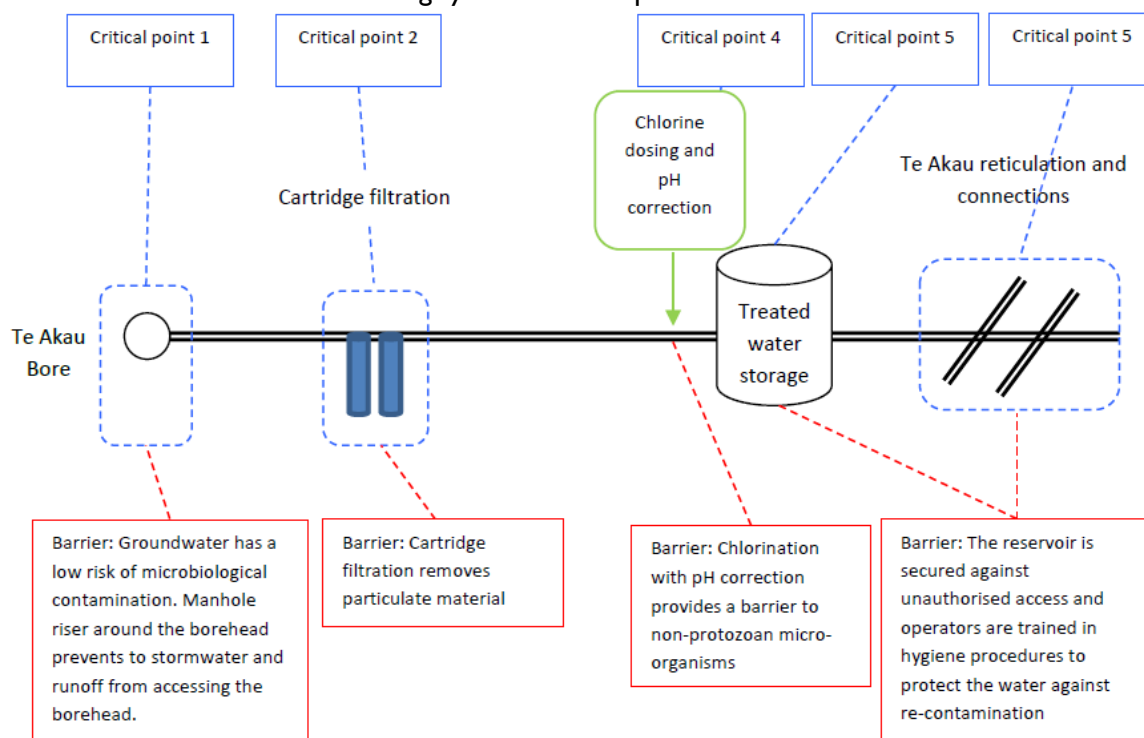 Critical point 1
Critical point 2
Critical point 4
Critical point 5
Critical point 5
Chlorine
dosing and
pH
correction
Te Akau reticulation and
connections
Cartridge filtration
Te Akau
Bore
Treated
water
storage
Barrier: Groundwater has a
low risk of microbiological
contamination. Manhole
riser around the borehead
prevents to stormwater and
runoff from accessing the
borehead.
Barrier: Cartridge
filtration removes
particulate material
Barrier: Chlorination
with pH correction
provides a barrier to
non-protozoan micro-
organisms
Barrier: The reservoir is
secured against
unauthorised access and
operators are trained in
hygiene procedures to
protect the water against
re-contamination